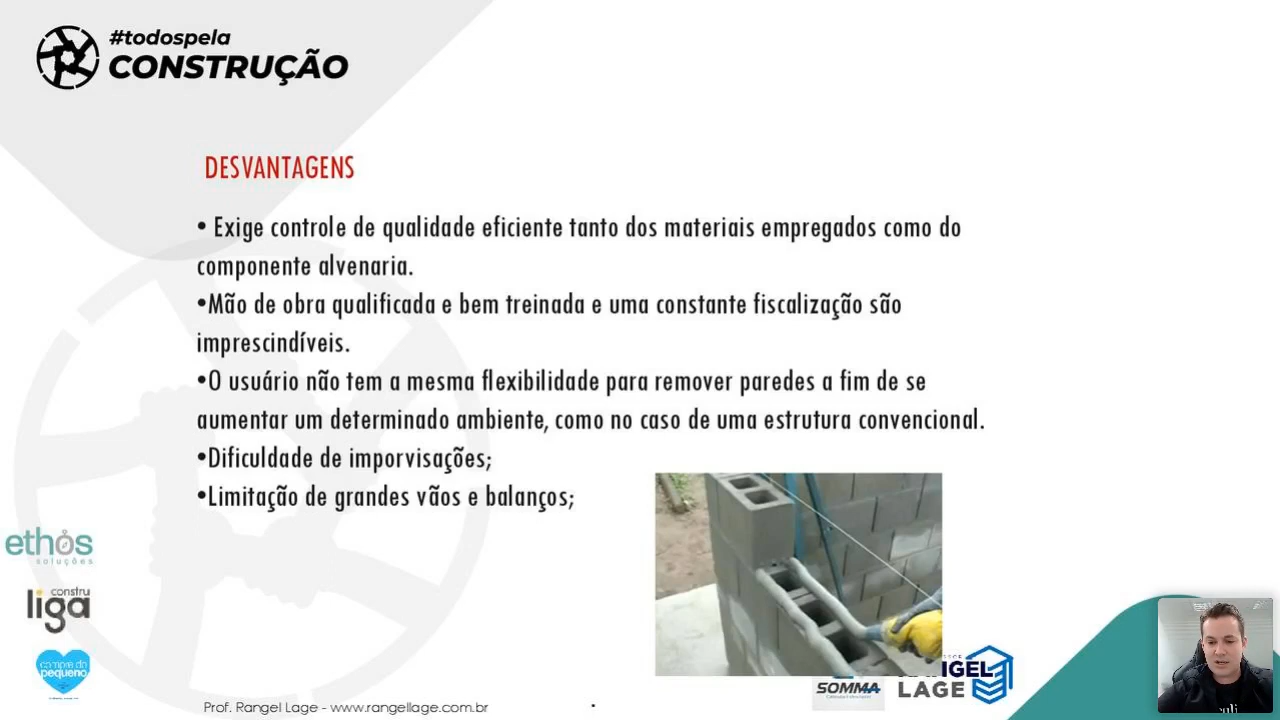 #todospela
CONSTRUÇÃO
DESVANTAGENS
• Exige controle de qualidade eficiente tanto dos materiais empregados como do
componente alvenaria.
•Mão de obra qualificada e bem treinada e uma constante fiscalização são
imprescindíveis.
•O usuário não tem a mesma flexibilidade para remover paredes a fim de se
aumentar um determinado ambiente, como no caso de uma estrutura convencional.
•Dificuldade de imporvisações;
•Limitação de grandes vãos e balanços;
ethos
soluções
constru
liga
compre do
pequeno
SOMMA
NGEL
LAGE
Prof. Rangel Lage - www.rangellage.com.br